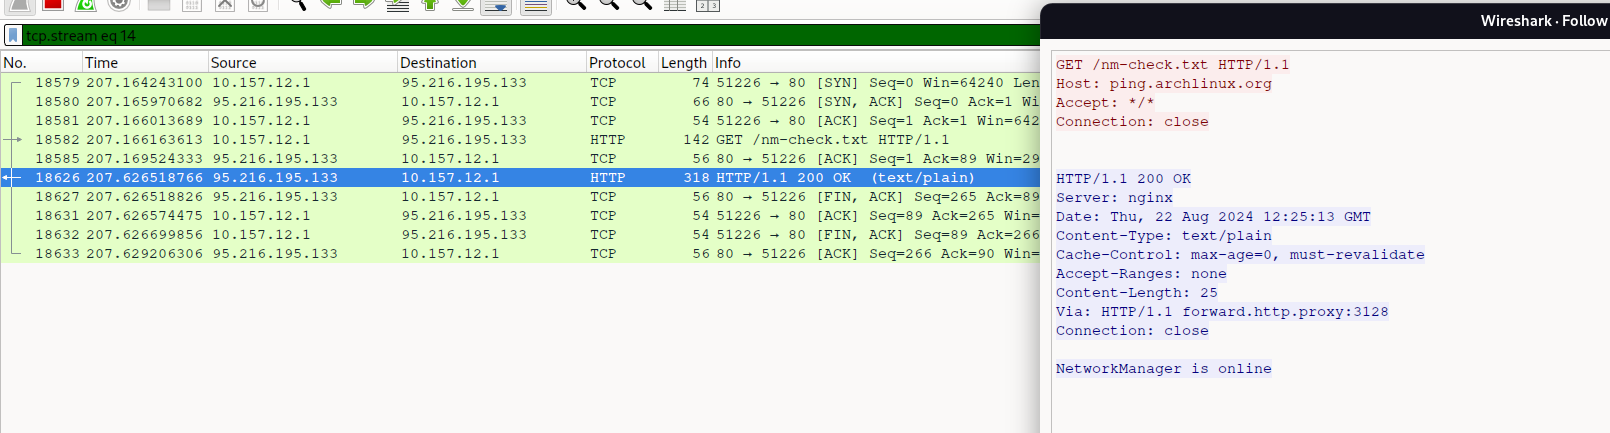 tcp.stream eq 14
No. Time Source Destination Protocol Length Info
18579 207.164243100 10.157.12.1 95.216.195.133 TCP 74 51226 → 80 [SYN] Seq=0 Win=64240 Len
18580 207.165970682 95.216.195.133 10.157.12.1 TCP 66 80 → 51226 [SYN, ACK] Seq=0 Ack=1 Wi
18581 207.166013689 10.157.12.1 95.216.195.133 TCP 54 51226 → 80 [ACK] Seq=1 Ack=1 Win=642
18582 207.166163613 10.157.12.1 95.216.195.133 HTTP 142 GET /nm-check.txt HTTP/1.1
18585 207.169524333 95.216.195.133 10.157.12.1 TCP 56 80 → 51226 [ACK] Seq=1 Ack=89 Win=29
18626 207.626518766 95.216.195.133 10.157.12.1 HTTP 318 HTTP/1.1 200 OK (text/plain)
18627 207.626518826 95.216.195.133 10.157.12.1 TCP 56 80 → 51226 [FIN, ACK] Seq=265 Ack=89
18631 207.626574475 10.157.12.1 95.216.195.133 TCP 54 51226 → 80 [ACK] Seq=89 Ack=265 Win=
18632 207.626699856 10.157.12.1 95.216.195.133 TCP 54 51226 → 80 [FIN, ACK] Seq=89 Ack=266
18633 207.629206306 95.216.195.133 10.157.12.1 TCP 56 80 → 51226 [ACK] Seq=266 Ack=90 Win=
Wireshark · Follow
GET /nm-check.txt HTTP/1.1
Host: ping.archlinux.org
Accept: */*
Connection: close
HTTP/1.1 200 OK
Server: nginx
Date: Thu, 22 Aug 2024 12:25:13 GMT
Content-Type: text/plain
Cache-Control: max-age=0, must-revalidate
Accept-Ranges: none
Content-Length: 25
Via: HTTP/1.1 forward.http.proxy:3128
Connection: close
NetworkManager is online